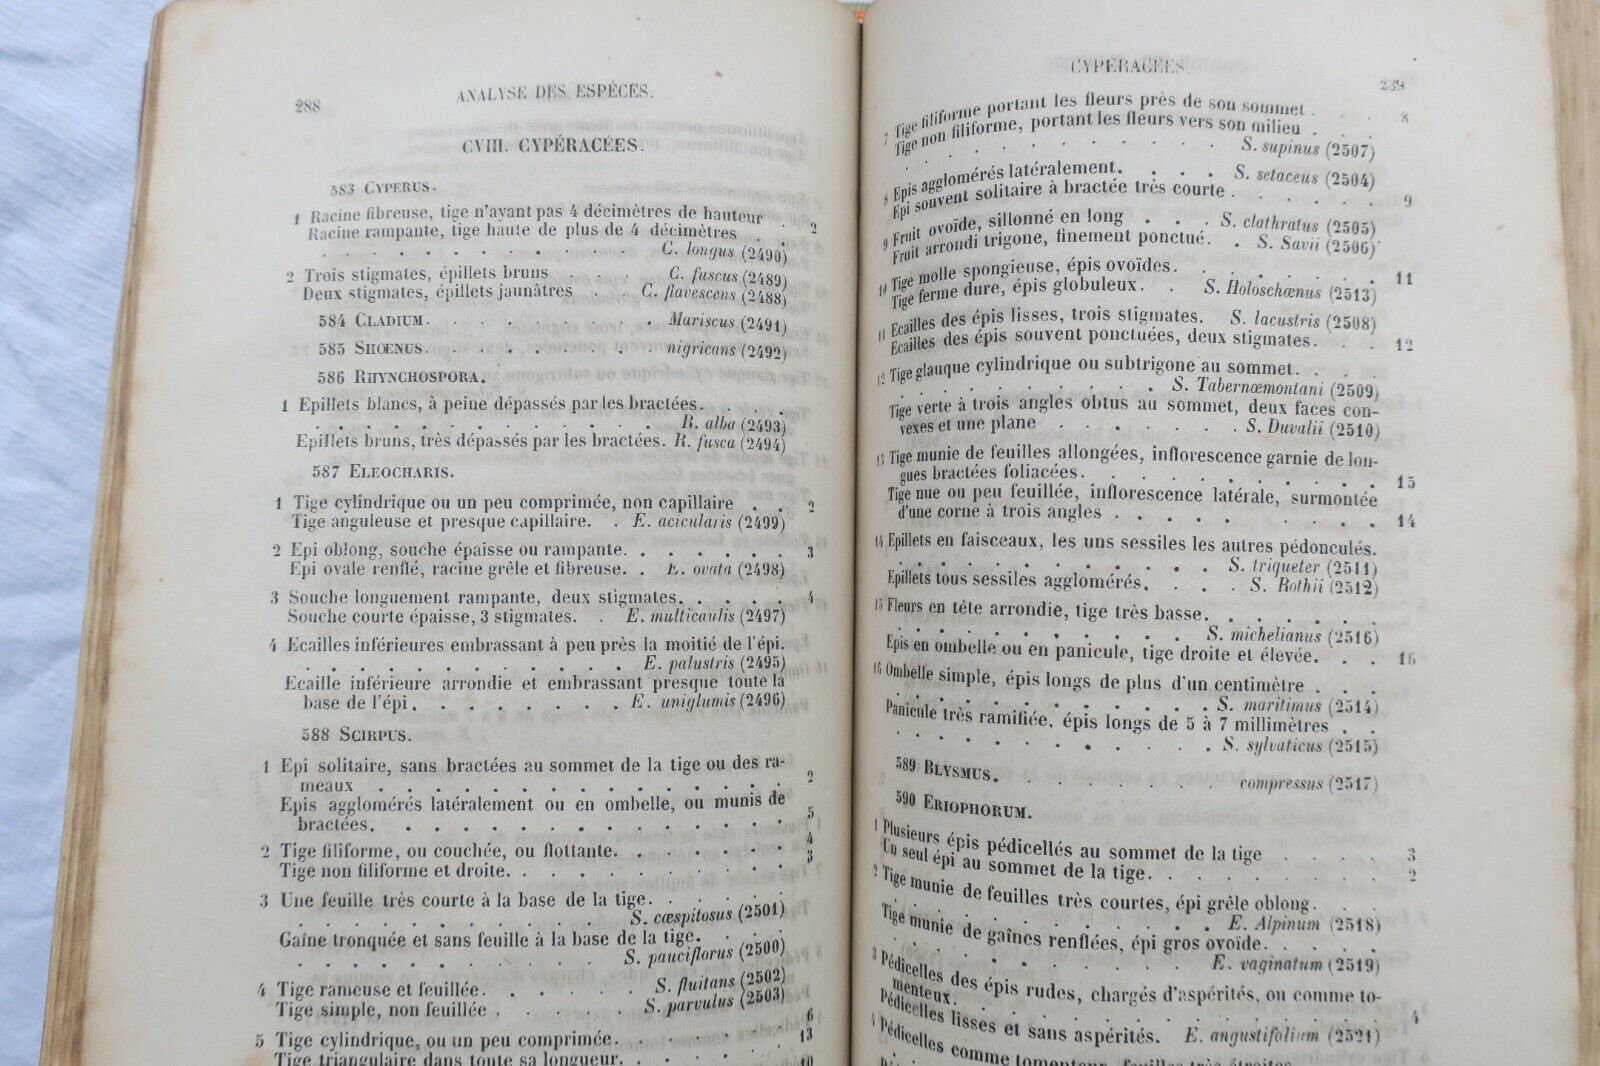 288
ANALYSE DES ESPÈCES.
CVIII. CYPÉRACÉES.
583 CYPERUS.
1 Racine fibreuse, tige n'ayant pas 4 décimètres de hauteur 2
Racine rampante, tige haute de plus de 4 décimètres . .
. . . . . . . . . . C. longus (2490)
2 Trois stigmates, épillets bruns . . . C. fuscus (2489)
Deux stigmates, épillets jaunâtres . . C. flavescens (2488)
584 CLADIUM. . . . . . . . Mariscus (2491)
585 SHŒNUS. . . . . . . . nigricans (2492)
586 RHYNCHOSPORA.
1 Epillets blancs, à peine dépassés par les bractées. . . .
. . . . . . . . . . . R. alba (2493)
Epillets bruns, très dépassés par les bractées. R. fusca (2494)
587 ELEOCHARIS.
1 Tige cylindrique ou un peu comprimée, non capillaire . . 2
Tige anguleuse et presque capillaire. . E. acicularis (2499)
2 Epi oblong, souche épaisse ou rampante. . . . . . . 3
Epi ovale renflé, racine grêle et fibreuse. . E. ovata (2498)
3 Souche longuement rampante, deux stigmates. . . . . 4
Souche courte épaisse, 3 stigmates. . E. multicaulis (2497)
4 Ecailles inférieures embrassant à peu près la moitié de l'épi.
. . . . . . . . . . . E. palustris (2495)
Ecaille inférieure arrondie et embrassant presque toute la
base de l'épi. . . . . . . . E. uniglumis (2496)
588 SCIRPUS.
1 Epi solitaire, sans bractées au sommet de la tige ou des ra-
meaux . . . . . . . . . . . . . 2
Epis agglomérés latéralement ou en ombelle, ou munis de
bractées. . . . . . . . . . . . . 5
2 Tige filiforme, ou couchée, ou flottante. . . . . . . 4
Tige non filiforme et droite. . . . . . . . . . 3
3 Une feuille très courte à la base de la tige. . . . . .
. . . . . . . . . . S. cæspitosus (2501)
Gaîne tronquée et sans feuille à la base de la tige. . . .
. . . . . . . . . . S. pauciflorus (2500)
4 Tige rameuse et feuillée. . . . . . S. fluitans (2502)
Tige simple, non feuillée . . . . . S. parvulus (2503)
6
5 Tige cylindrique, ou un peu comprimée. . . . . . 13
Tige triangulaire dans toute sa longueur. . . . . . 10
CYPÉRACÉES.
7 Tige filiforme portant les fleurs près de son sommet . . . 8
Tige non filiforme, portant les fleurs vers son milieu . . .
. . . . . . . . . . S. supinus (2507)
8 Epis agglomérés latéralement. . . . . S. setaceus (2504)
Epi souvent solitaire à bractée très courte . . . . . . 9
9 Fruit ovoïde, sillonné en long . . . S. clathratus (2505)
Fruit arrondi trigone, finement ponctué. . S. Savii (2506)
10 Tige molle spongieuse, épis ovoïdes. . . . . . . 11
Tige ferme dure, épis globuleux. . . S. Holoschœnus (2513)
11 Ecailles des épis lisses, trois stigmates. S. lacustris (2508)
Ecailles des épis souvent ponctuées, deux stigmates. . . . 12
12 Tige glauque cylindrique ou subtrigone au sommet. . . .
. . . . . . . . . S. Tabernœmontani (2509)
Tige verte à trois angles obtus au sommet, deux faces con-
vexes et une plane . . . . . . . S. Duvalii (2510)
13 Tige munie de feuilles allongées, inflorescence garnie de lon-
gues bractées foliacées. . . . . . . . . . . 15
Tige nue ou peu feuillée, inflorescence latérale, surmontée
d'une corne à trois angles . . . . . . . . . 14
14 Epillets en faisceaux, les uns sessiles les autres pédonculés.
. . . . . . . . . . S. triqueter (2511)
Epillets tous sessiles agglomérés. . . . . S. Rothii (2512)
15 Fleurs en tête arrondie, tige très basse. . . . . . .
. . . . . . . . . . S. michelianus (2516)
Epis en ombelle ou en panicule, tige droite et élevée. . . 16
16 Ombelle simple, épis longs de plus d'un centimètre . . .
. . . . . . . . . . S. maritimus (2514)
Panicule très ramifiée, épis longs de 5 à 7 millimètres . .
. . . . . . . . . . S. sylvaticus (2515)
589 BLYSMUS. . . . . . . . compressus (2517)
590 ERIOPHORUM.
1 Plusieurs épis pédicellés au sommet de la tige . . . . 3
Un seul épi au sommet de la tige. . . . . . . . 2
2 Tige munie de feuilles très courtes, épi grêle oblong. . .
. . . . . . . . . . E. Alpinum (2518)
Tige munie de gaînes renflées, épi gros ovoïde. . . . .
. . . . . . . . . . E. vaginatum (2519)
3 Pédicelles des épis rudes, chargés d'aspérités, ou comme to-
menteux. . . . . . . . . . . . . 4
Pédicelles lisses et sans aspérités. E. angustifolium (2521)
4 Pédicelles comme tomenteux, feuilles très étroites.